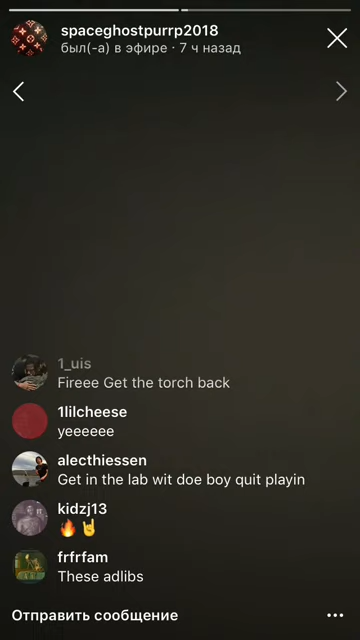 spaceghostpurrp2018
был(-а) в эфире · 7 ч назад
1_uis
Fireee Get the torch back
1lilcheese
yeeeeee
alecthiessen
Get in the lab wit doe boy quit playin
kidzj13
🔥🤘
frfrfam
These adlibs
Отправить сообщение